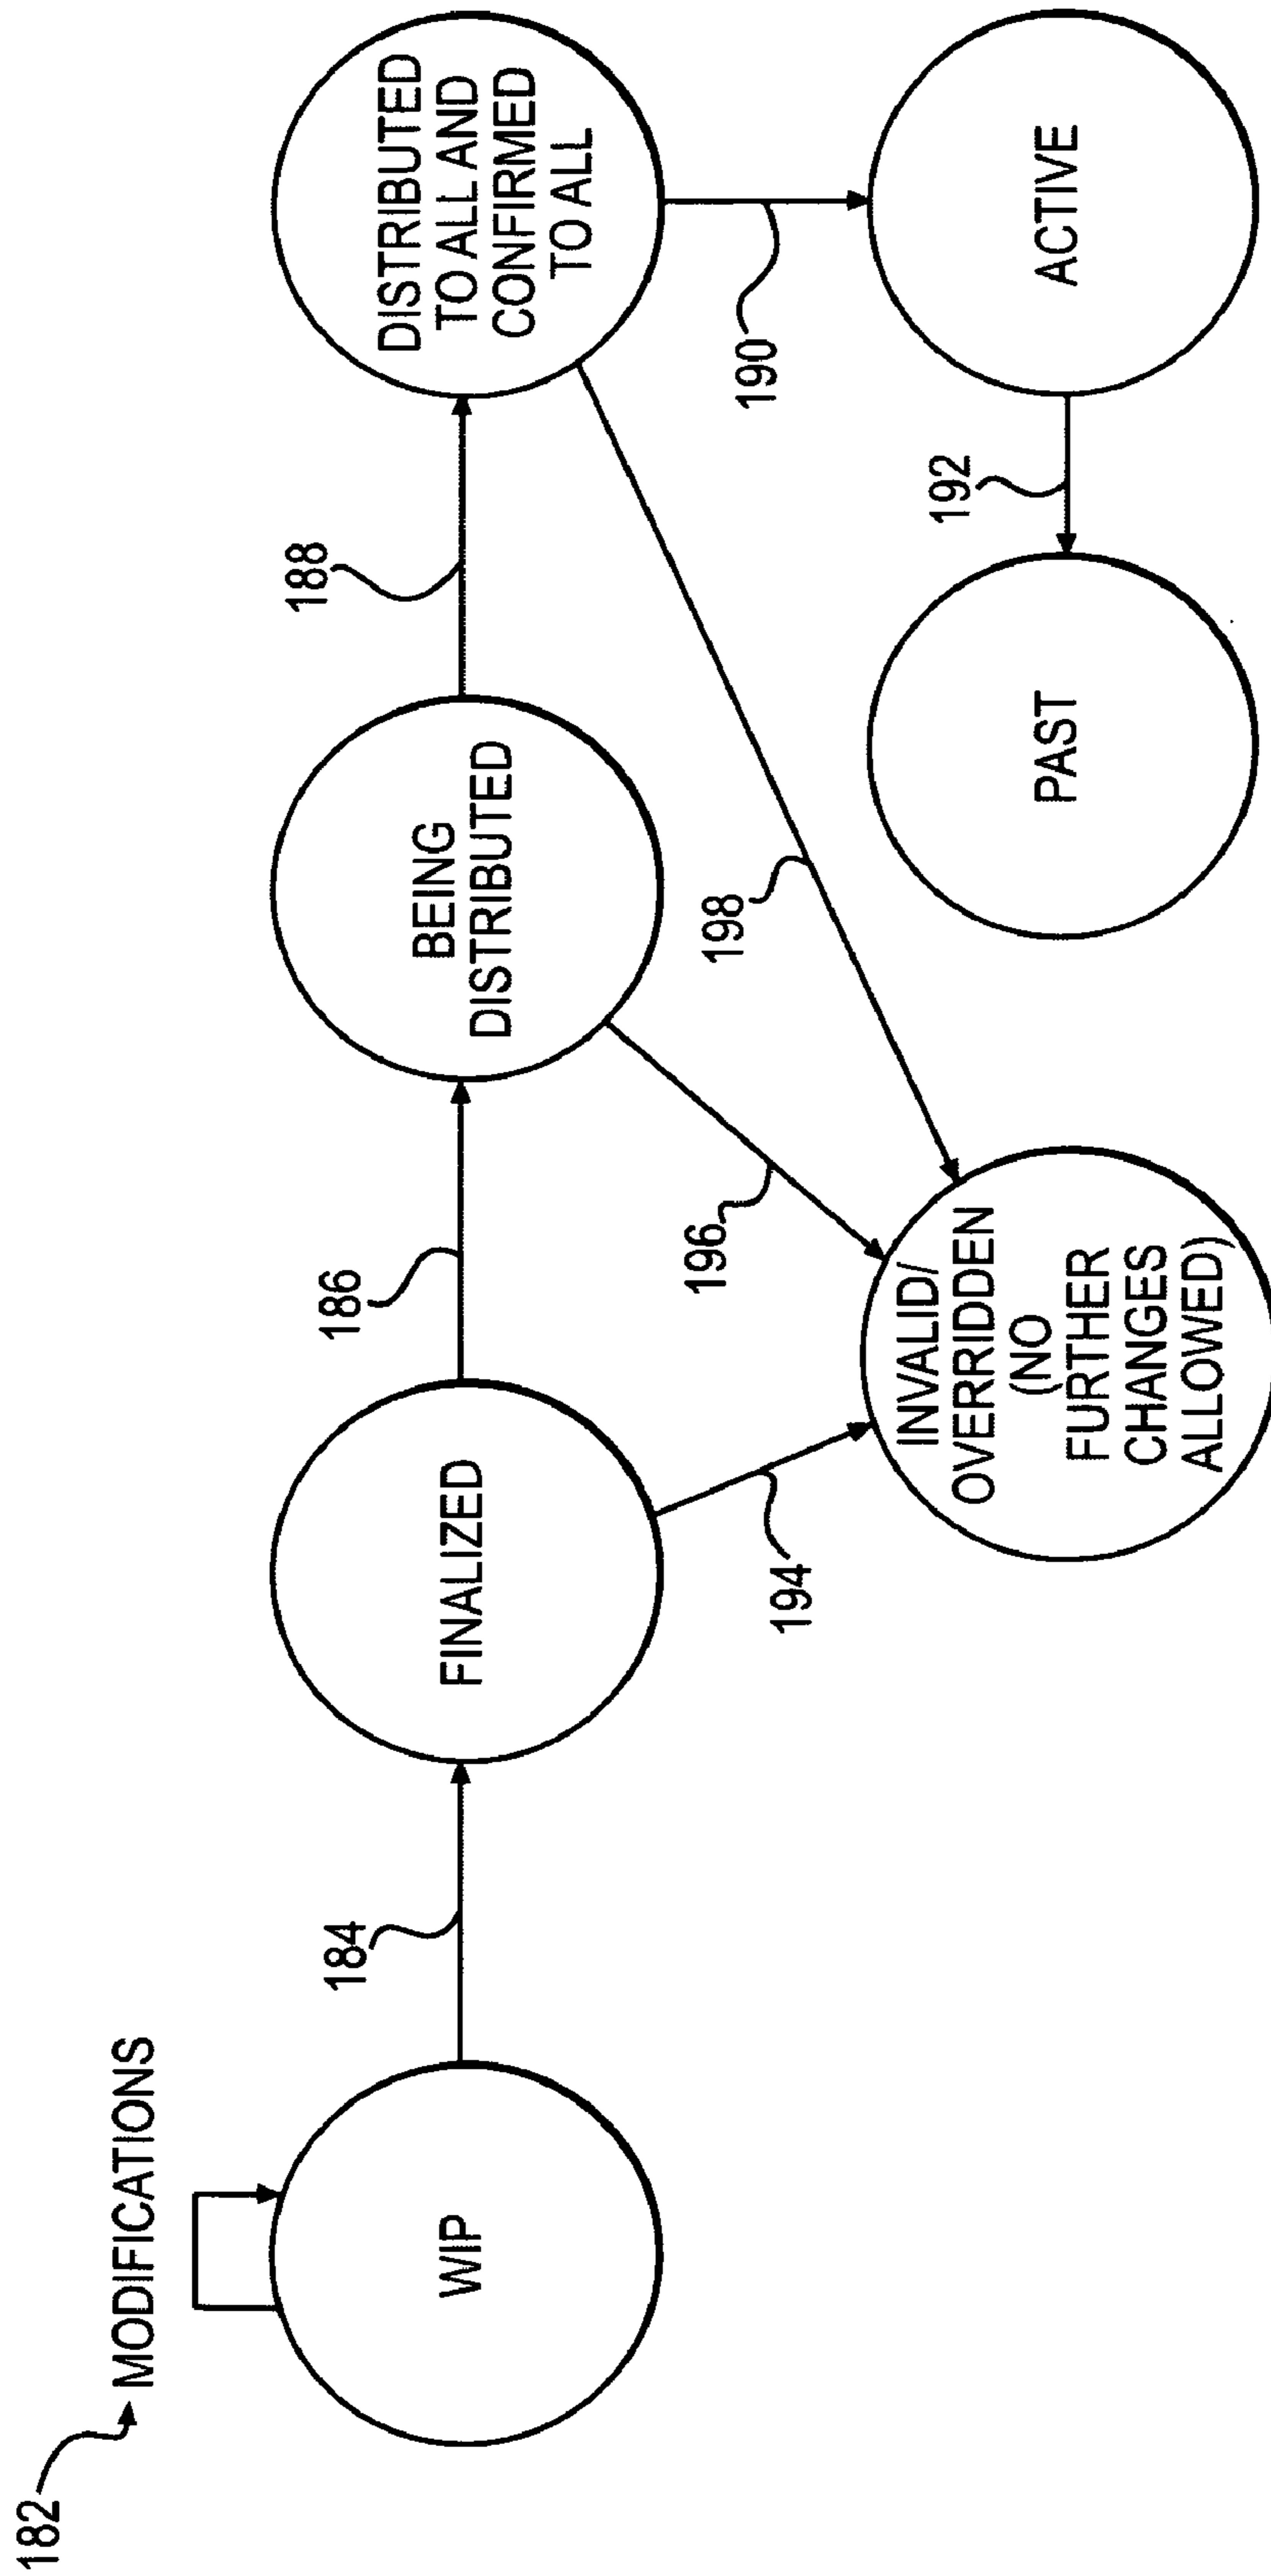 182
MODIFICATIONS
WIP
184
FINALIZED
186
BEING
DISTRIBUTED
188
DISTRIBUTED
TO ALL AND
CONFIRMED
TO ALL
194
196
198
190
INVALID/
OVERRIDDEN
(NO
FURTHER
CHANGES
ALLOWED)
PAST
192
ACTIVE